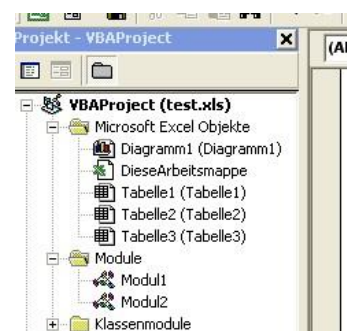 Projekt - VBAProject
VBAProject (test.xls)
Microsoft Excel Objekte
Diagramm1 (Diagramm1)
DieseArbeitsmappe
Tabelle1 (Tabelle1)
Tabelle2 (Tabelle2)
Tabelle3 (Tabelle3)
Module
Modul1
Modul2
Klassenmodule